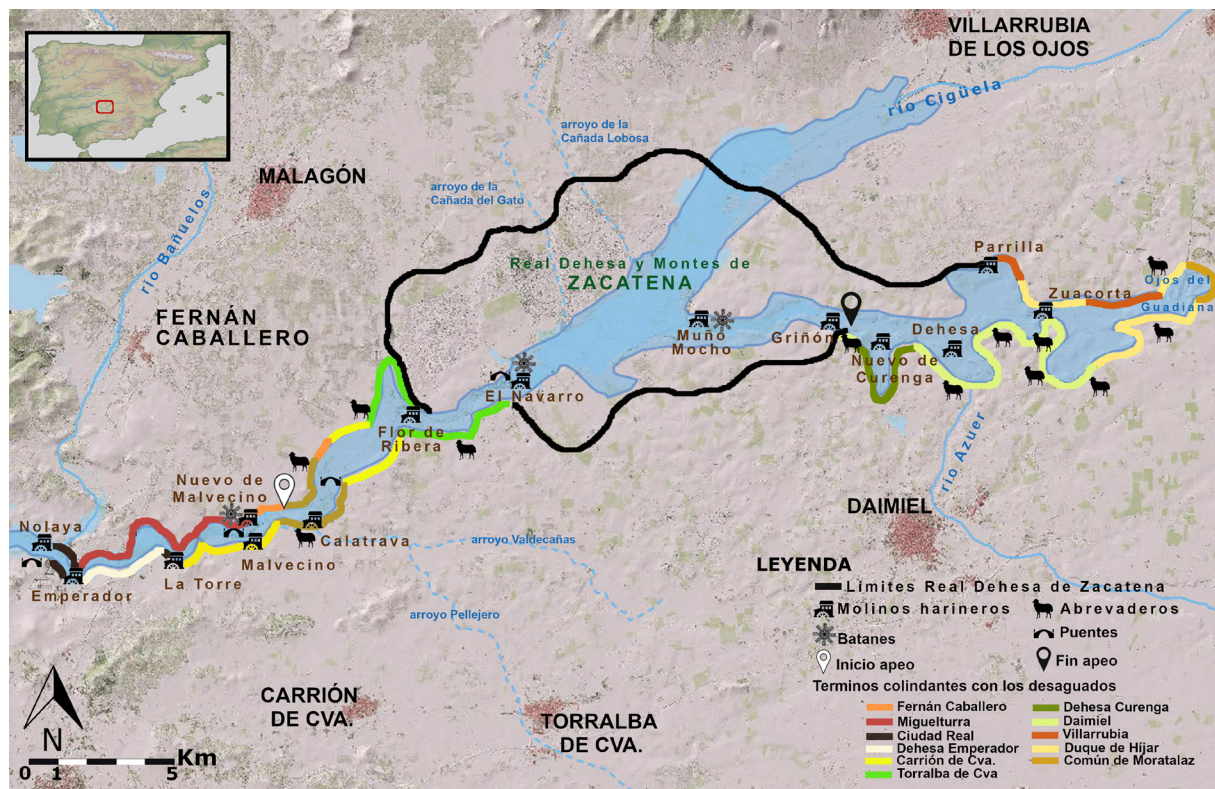 VILLARRUBIA
DE LOS OJOS
río Cigüela
arroyo de la
Cañada Lobosa
MALAGÓN
arroyo de la
Cañada del Gato
río Bañuelos
Real Dehesa y Montes de
ZACATENA
Parrilla
Ojos del
Guadiana
Zuacorta
FERNÁN
CABALLERO
Muño
Mocho
Griñón
Dehesa
Nuevo de
Curenga
El Navarro
Flor de
Ribera
río Azuer
Nuevo de
Malvecino
DAIMIEL
Nolaya
Calatrava
arroyo Valdecañas
Malvecino
La Torre
Emperador
arroyo Pellejero
CARRIÓN
DE CVA.
TORRALBA
DE CVA.
N
Km
0 1 5
LEYENDA
Límites Real Dehesa de Zacatena
Molinos harineros
Abrevaderos
Batanes
Puentes
Inicio apeo
Fin apeo
Terminos colindantes con los desaguados
Fernán Caballero
Miguelturra
Ciudad Real
Dehesa Emperador
Carrión de Cva.
Torralba de Cva
Dehesa Curenga
Daimiel
Villarrubia
Duque de Híjar
Común de Moratalaz